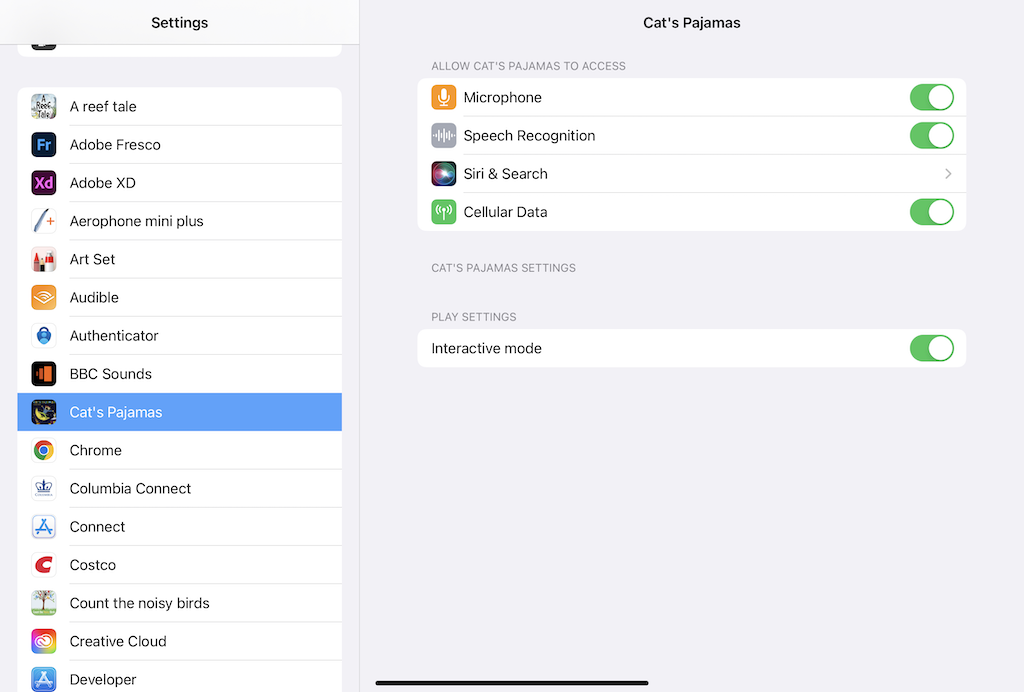 Settings
A reef tale
Fr
Adobe Fresco
Xd
Adobe XD
Aerophone mini plus
Art Set
Audible
Authenticator
BBC Sounds
Cat's Pajamas
Chrome
Columbia Connect
Connect
Costco
Count the noisy birds
Creative Cloud
Developer
Cat's Pajamas
ALLOW CAT'S PAJAMAS TO ACCESS
Microphone
Speech Recognition
Siri & Search
Cellular Data
CAT'S PAJAMAS SETTINGS
PLAY SETTINGS
Interactive mode